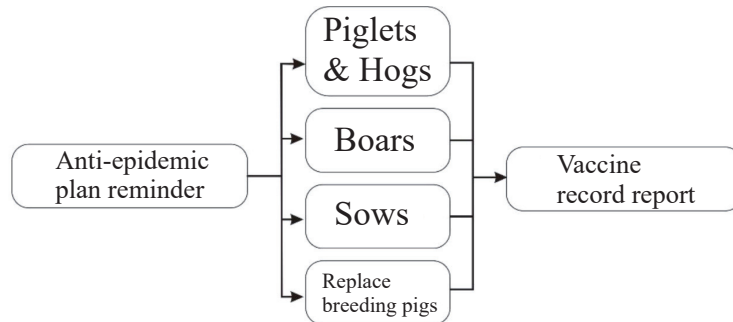 Anti-epidemic
plan reminder
Piglets
& Hogs
Boars
Sows
Replace
breeding pigs
Vaccine
record report